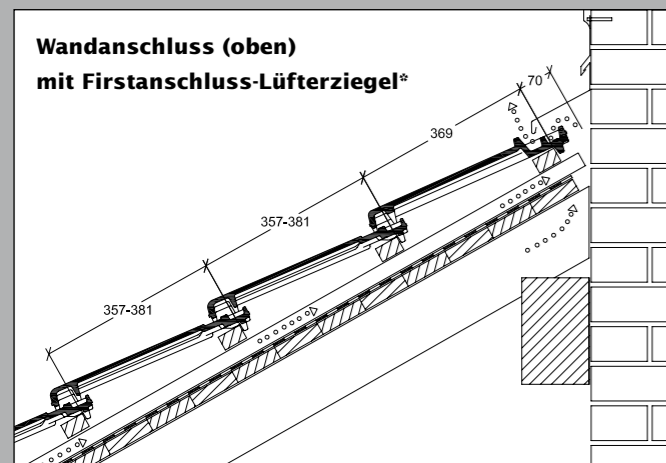 Wandanschluss (oben)
mit Firstanschluss-Lüfterziegel*
70
369
357-381
357-381